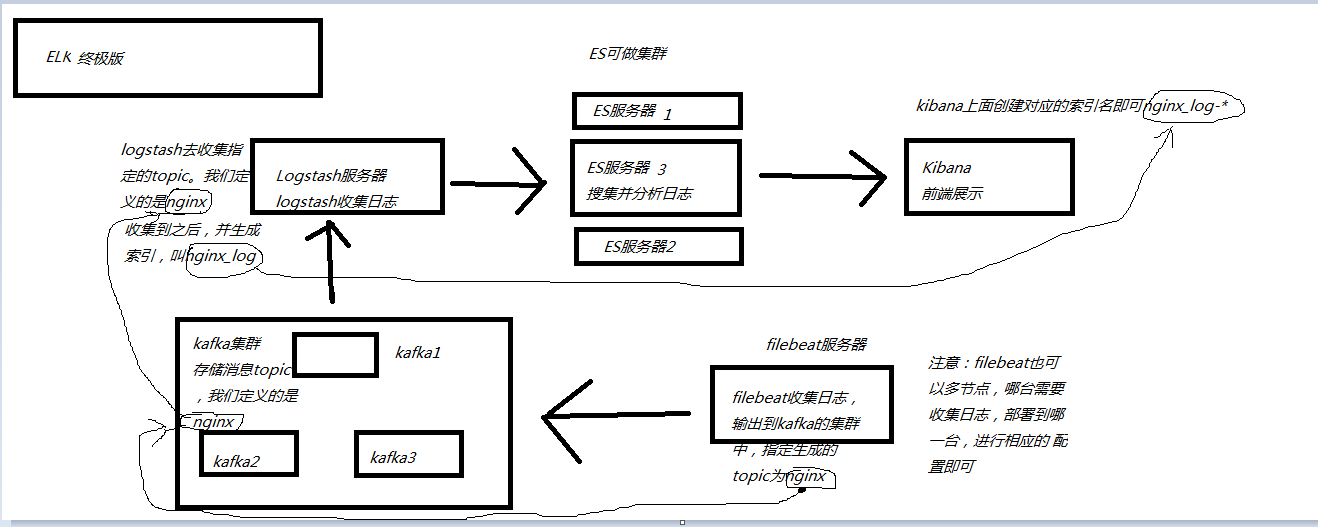 ELK 终极版
ES可做集群
ES服务器 1
ES服务器 3
搜集并分析日志
ES服务器2
kibana上面创建对应的索引名即可nginx_log-*
Kibana
前端展示
logstash去收集指
定的topic。我们定
义的是nginx
收集到之后，并生成
索引，叫nginx_log
Logstash服务器
logstash收集日志
kafka集群
存储消息topic
，我们定义的是
nginx
kafka1
kafka2
kafka3
filebeat服务器
filebeat收集日志，
输出到kafka的集群
中，指定生成的
topic为nginx
注意：filebeat也可
以多节点，哪台需要
收集日志，部署到哪
一台，进行相应的 配
置即可